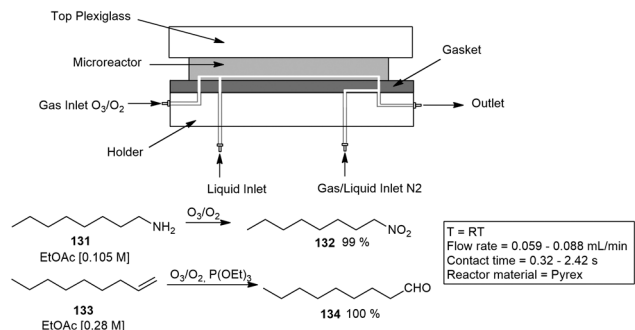 Top Plexiglass
Microreactor
Gasket
Gas Inlet O3/O2
Outlet
Holder
Liquid Inlet
Gas/Liquid Inlet N2
NH2
131
EtOAc [0.105 M]
O3/O2
NO2
132 99 %
133
EtOAc [0.28 M]
O3/O2, P(OEt)3
CHO
134 100 %
T = RT
Flow rate = 0.059 - 0.088 mL/min
Contact time = 0.32 - 2.42 s
Reactor material = Pyrex